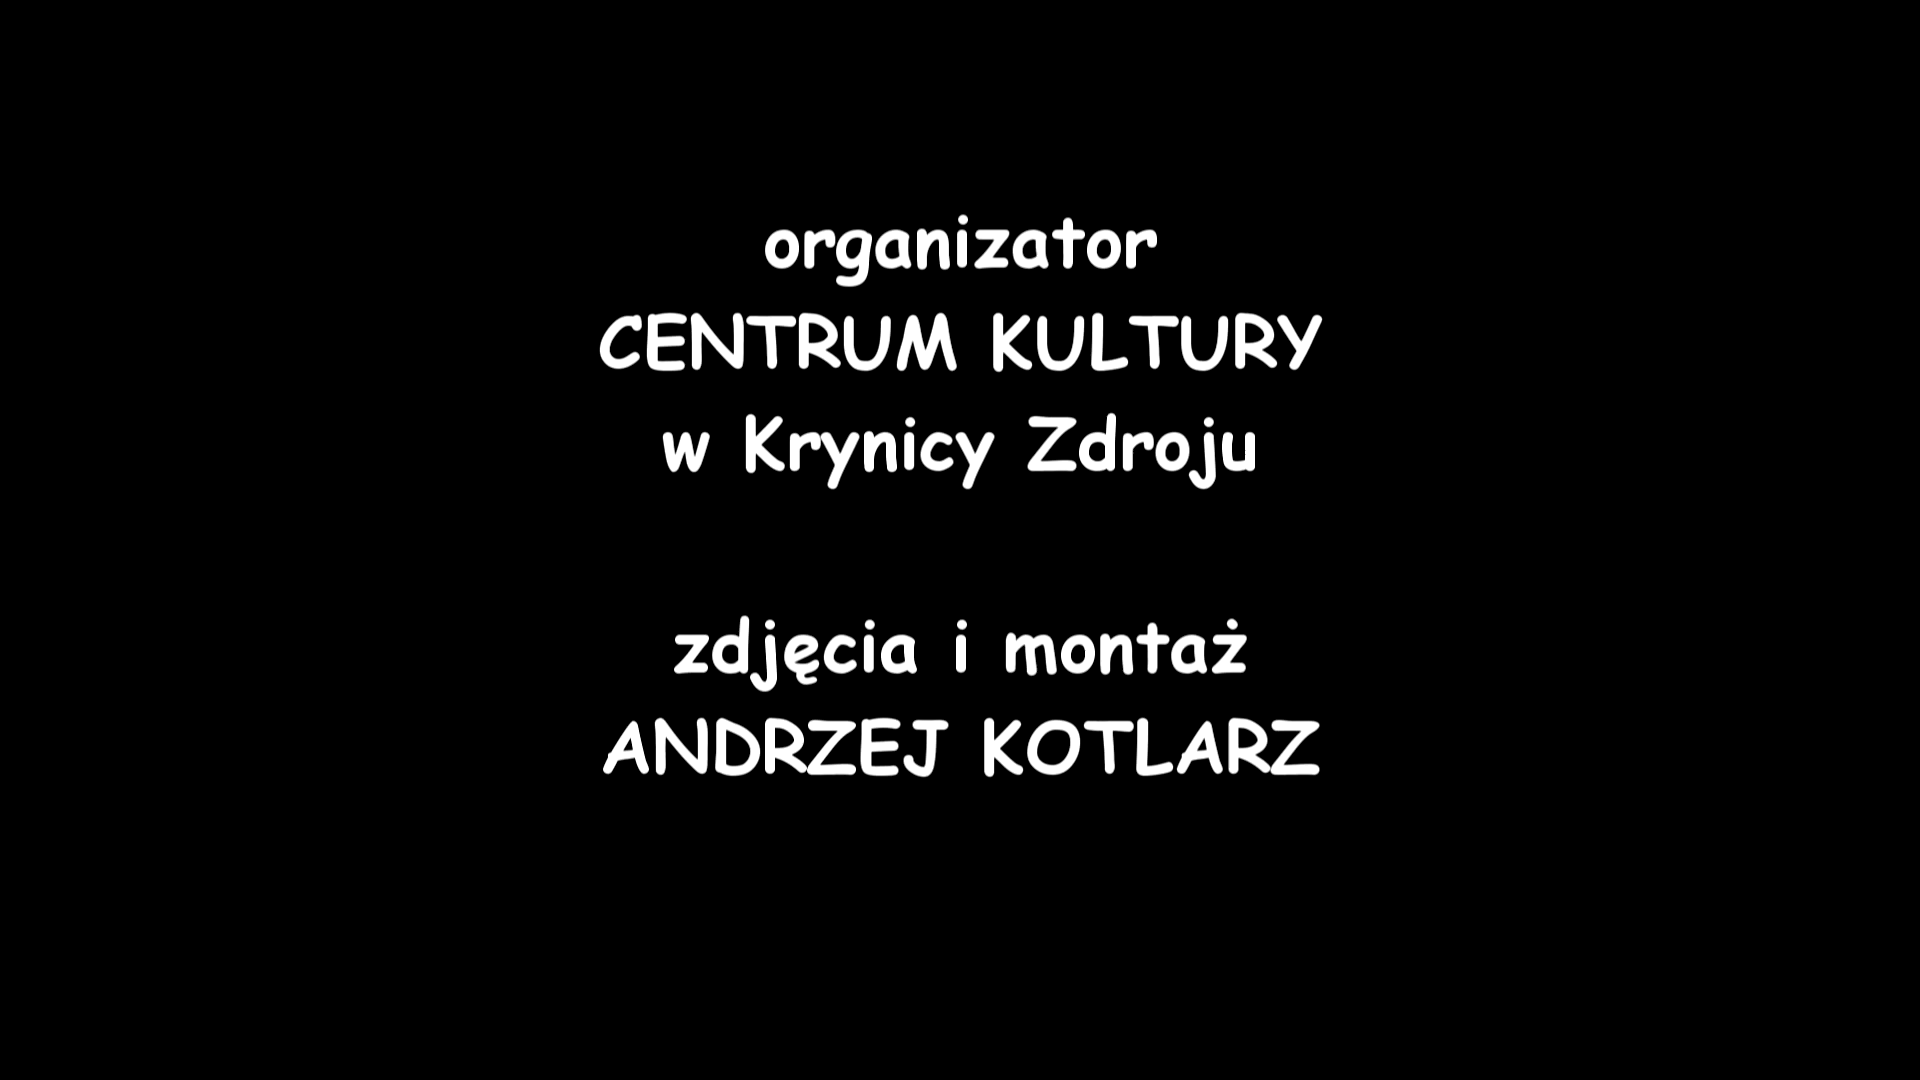 organizator
CENTRUM KULTURY
w Krynicy Zdroju
zdjęcia i montaż
ANDRZEJ KOTLARZ